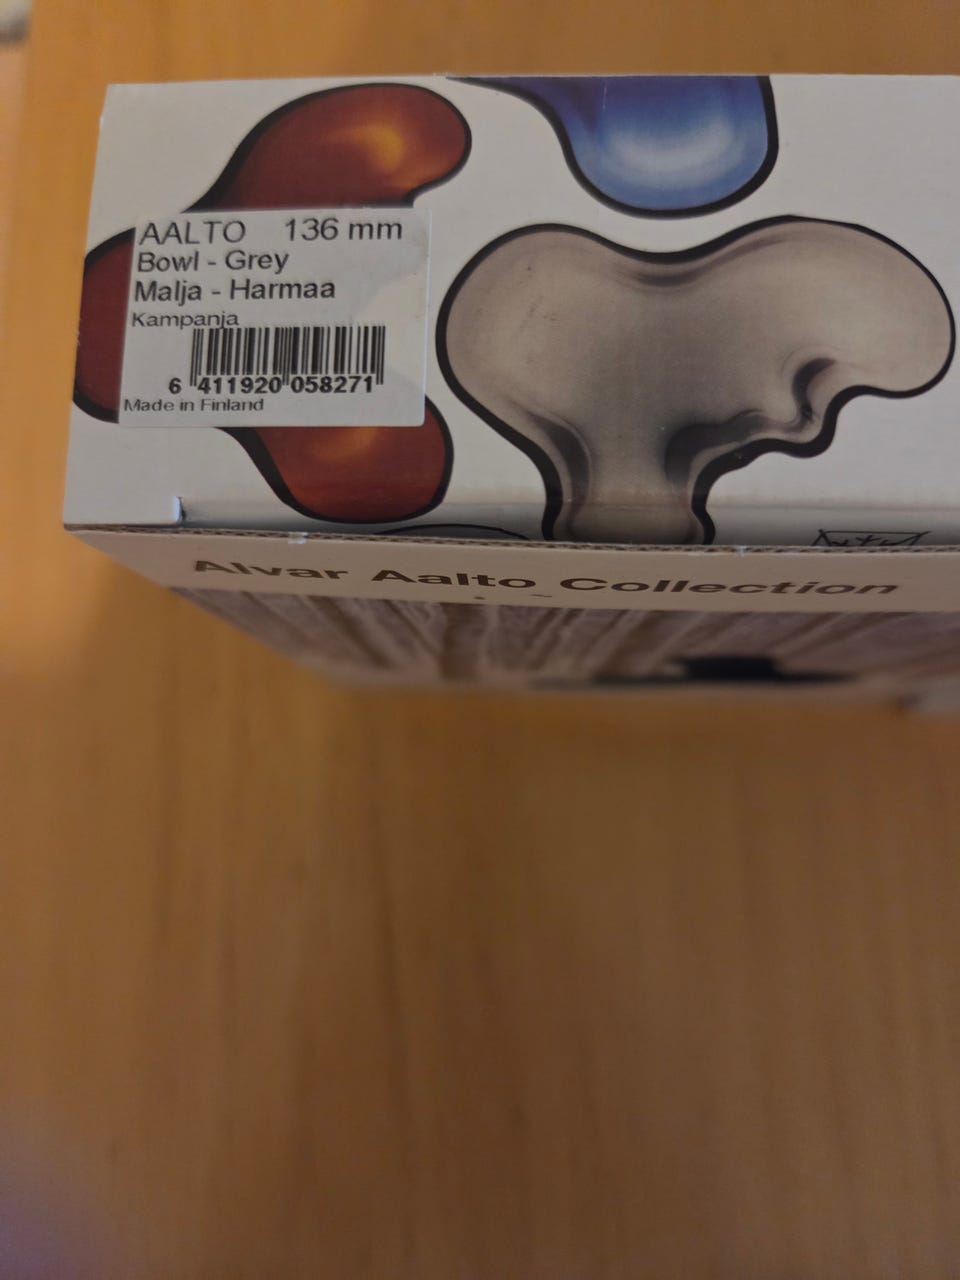 AALTO 136 mm
Bowl - Grey
Malja - Harmaa
Kampanja
6 411920 058271
Made in Finland
Alvar Aalto Collection